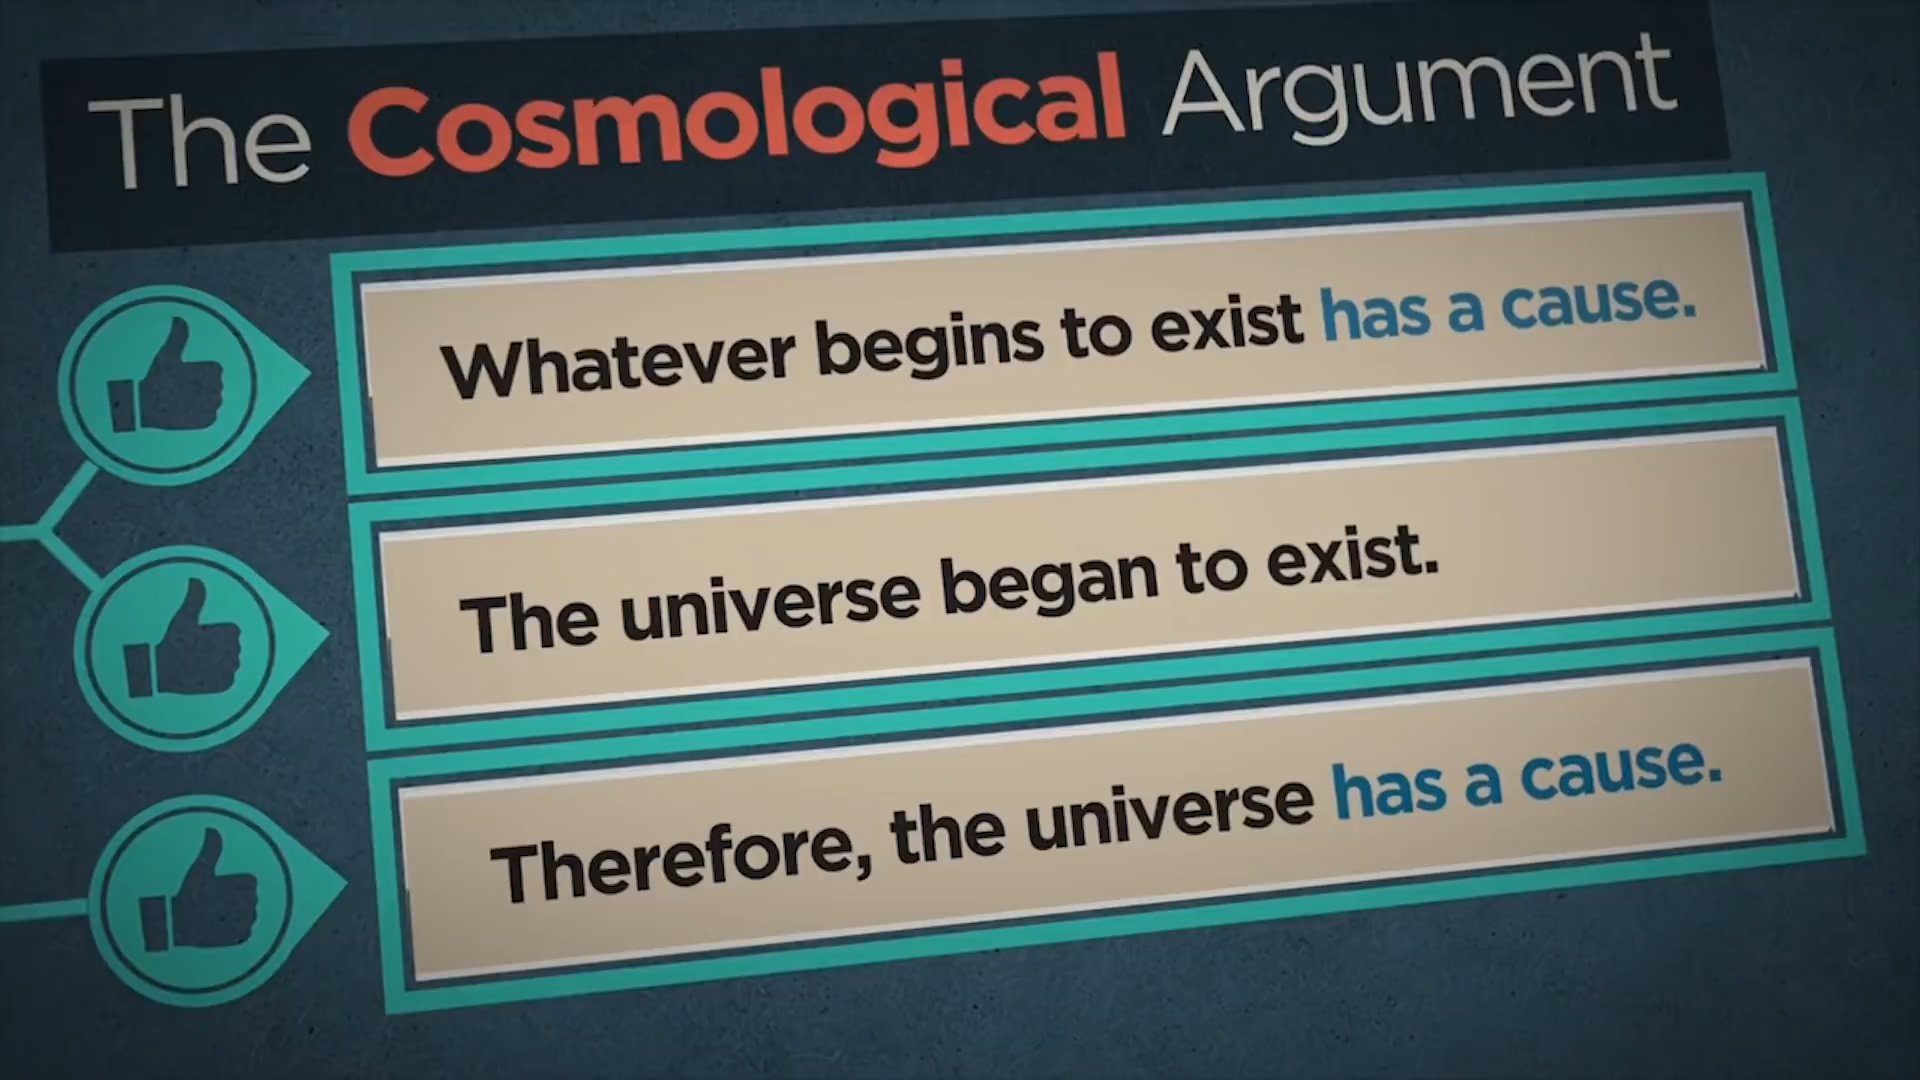 The Cosmological Argument
Whatever begins to exist has a cause.
The universe began to exist.
Therefore, the universe has a cause.